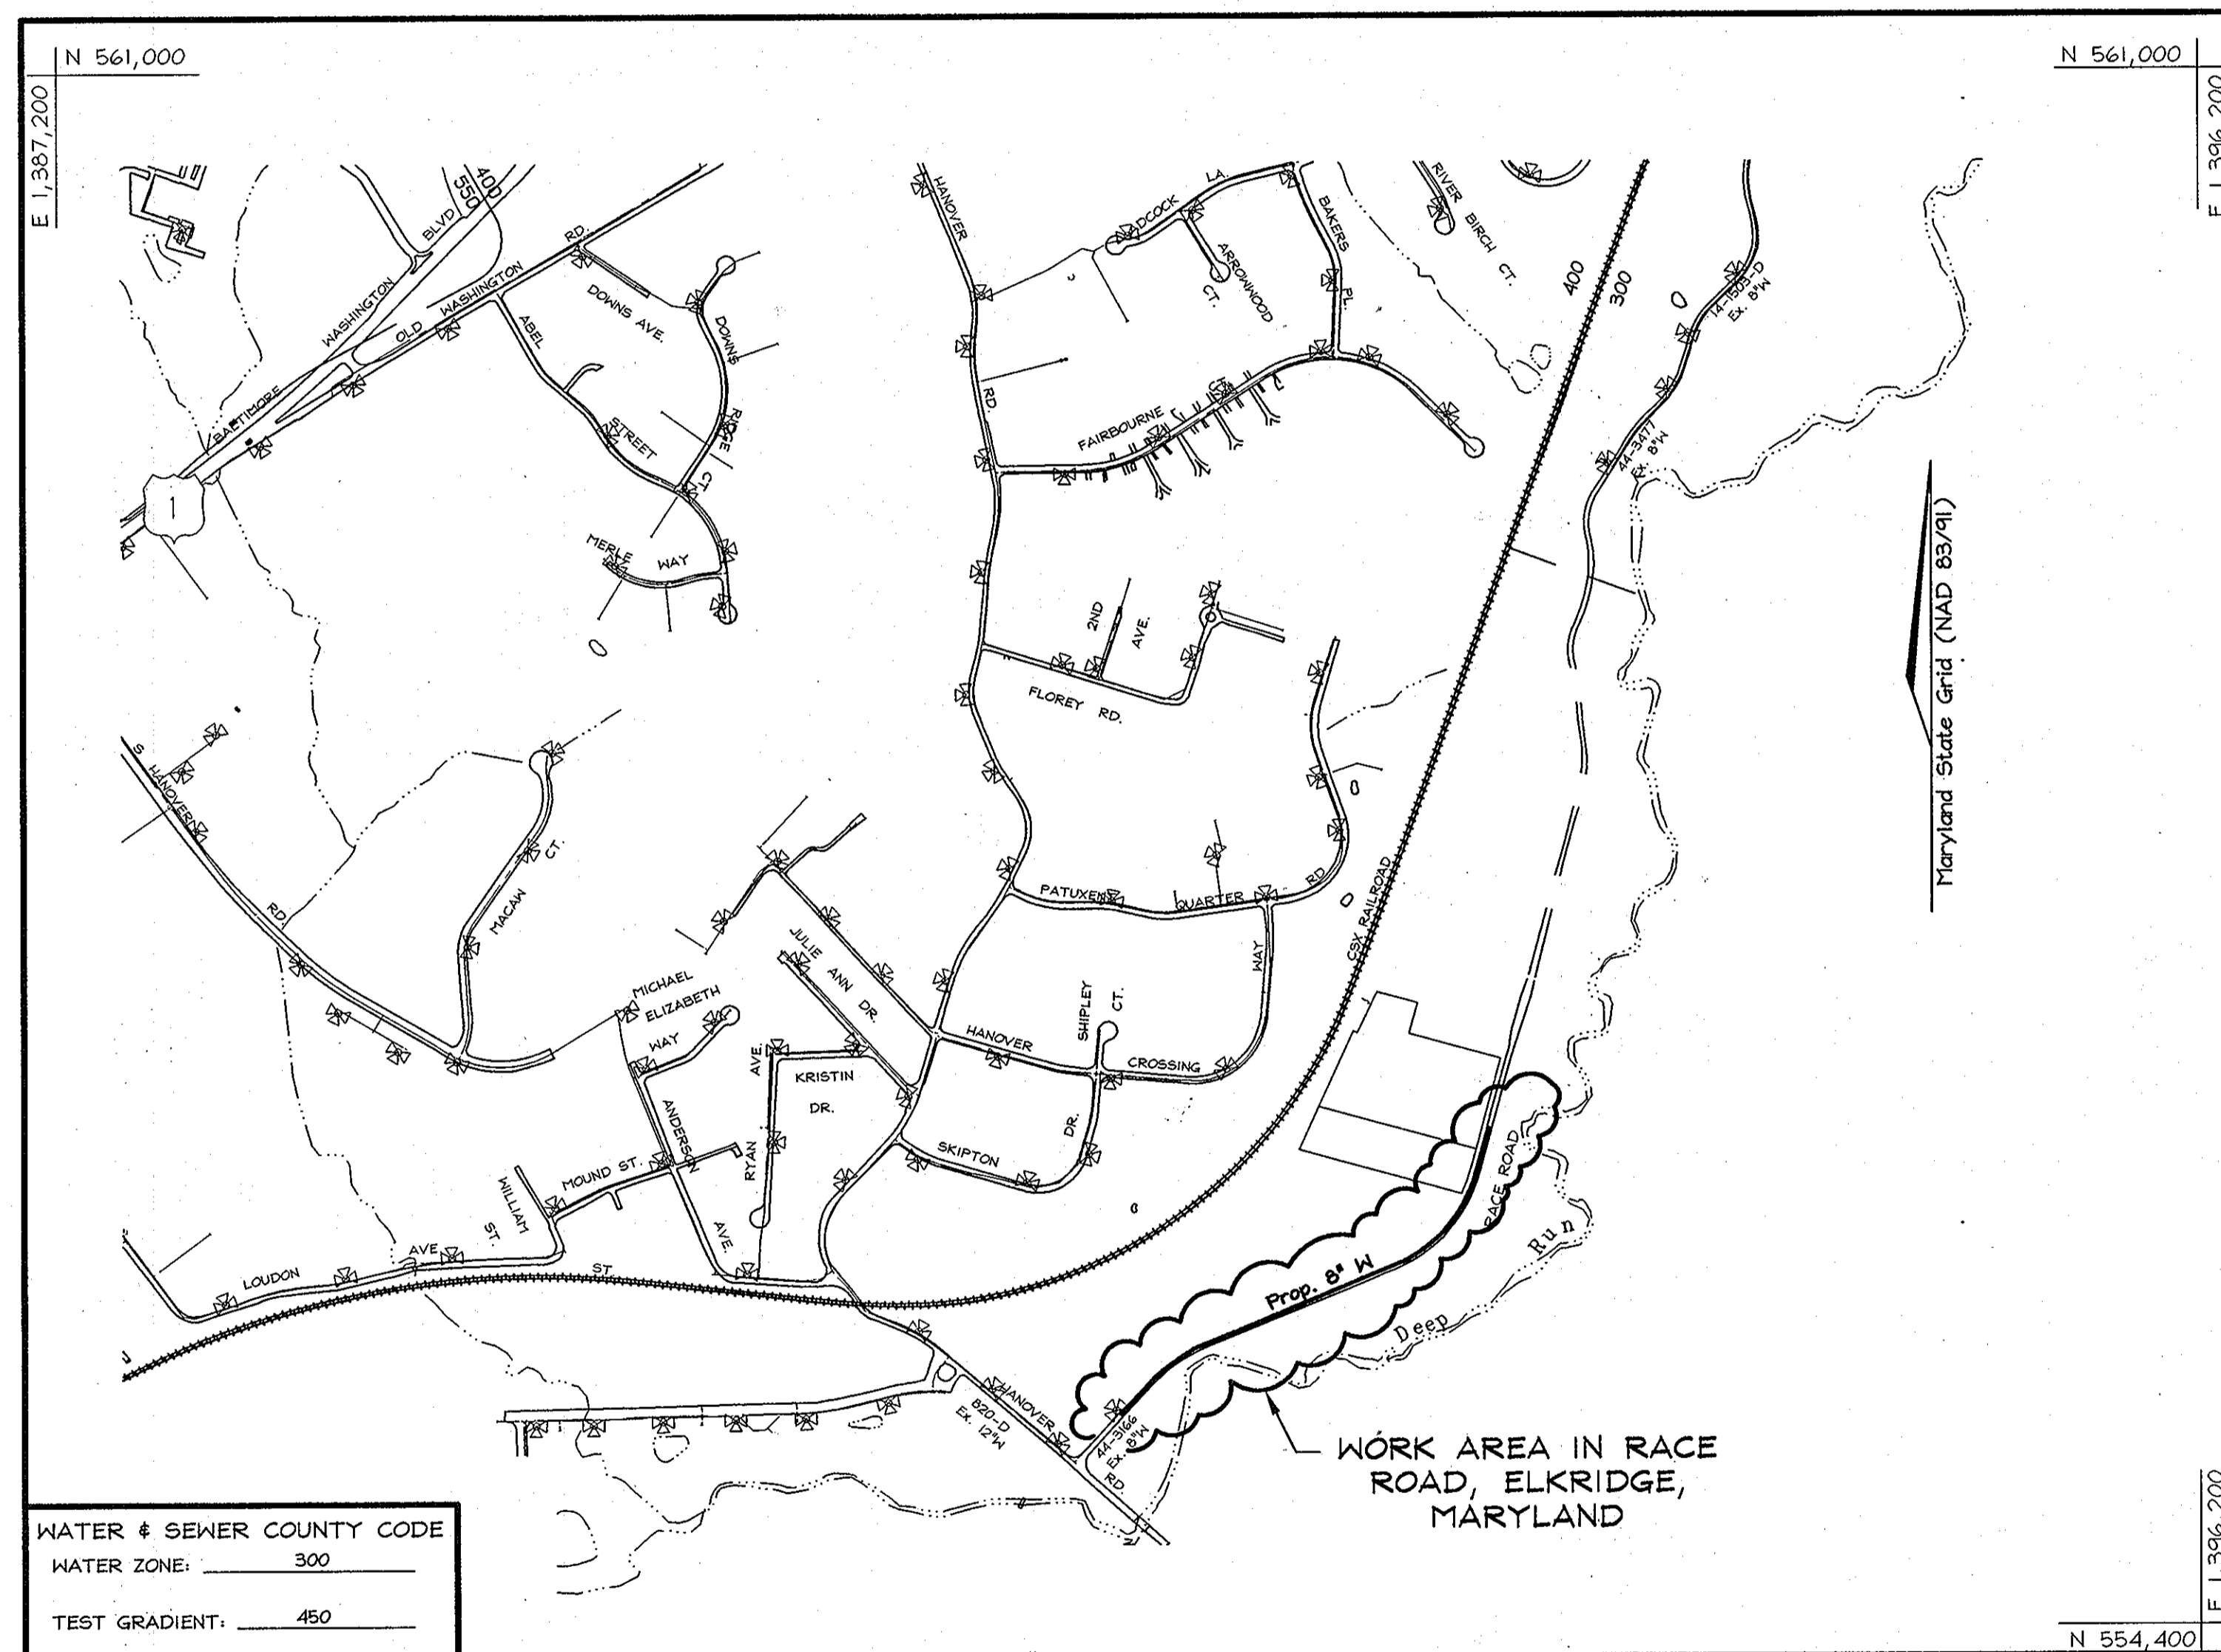 N 561,000
N 561,000
E 1,387,200
E 1,396,200
400
550
BLVD
WASHINGTON
BALTIMORE
1
OLD
WASHINGTON
RD.
DOWNS AVE.
ABEL
STREET
DOWNS
RIDGE
CT.
MERLE
WAY
HANOVER
RD.
ADCOCK
LA.
ARROWWOOD
CT.
BAKERS
PL.
RIVER BIRCH CT.
400
300
14-1503-D
Ex. 8"W
FAIRBOURNE
CT.
44-3477
Ex. 8"W
Maryland State Grid (NAD 83/91)
2ND
AVE.
FLOREY RD.
S
HANOVER
RD.
MACAW
CT.
PATUXENT
QUARTER
RD.
WAY
CSX RAILROAD
JULIE
ANN
DR.
MICHAEL
ELIZABETH
WAY
HANOVER
CROSSING
SHIPLEY
CT.
AVE.
KRISTIN
DR.
RYAN
ANDERSON
AVE.
MOUND ST.
WILLIAM
ST.
SKIPTON
DR.
RACE ROAD
LOUDON
AVE
ST
Prop. 8" W
Deep
Run
HANOVER
RD.
820-D
Ex. 12"W
44-3166
Ex. 8"W
WORK AREA IN RACE
ROAD, ELKRIDGE,
MARYLAND
WATER & SEWER COUNTY CODE
WATER ZONE: 300
TEST GRADIENT: 450
E 1,396,200
N 554,400